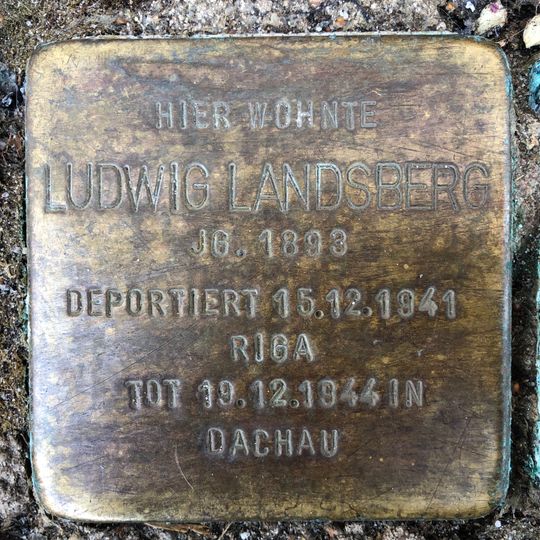 HIER WOHNTE
LUDWIG LANDSBERG
JG. 1893
DEPORTIERT 15.12.1941
RIGA
TOT 19.12.1944 IN
DACHAU